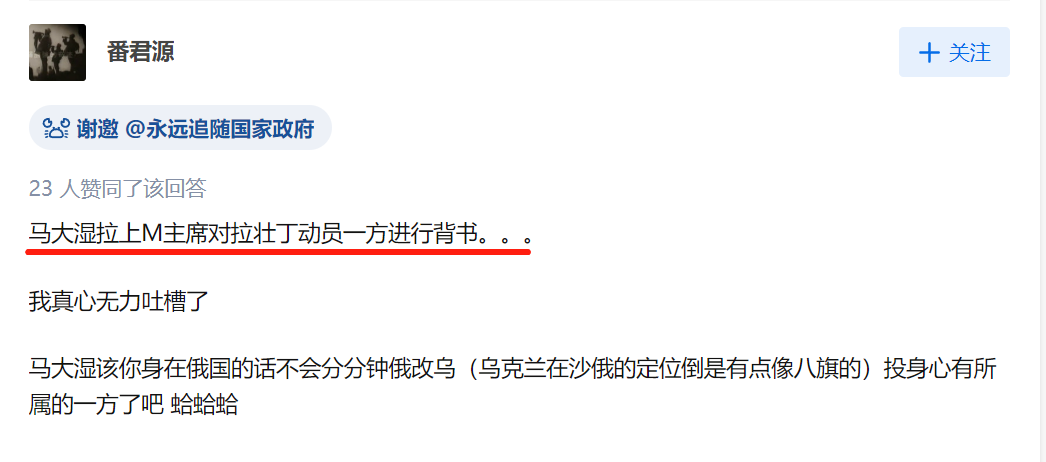 番君源
+ 关注
谢邀 @永远追随国家政府
23 人赞同了该回答
马大湿拉上M主席对拉壮丁动员一方进行背书。。。
我真心无力吐槽了
马大湿该你身在俄国的话不会分分钟俄改乌（乌克兰在沙俄的定位倒是有点像八旗的）投身心有所
属的一方了吧 蛤蛤蛤